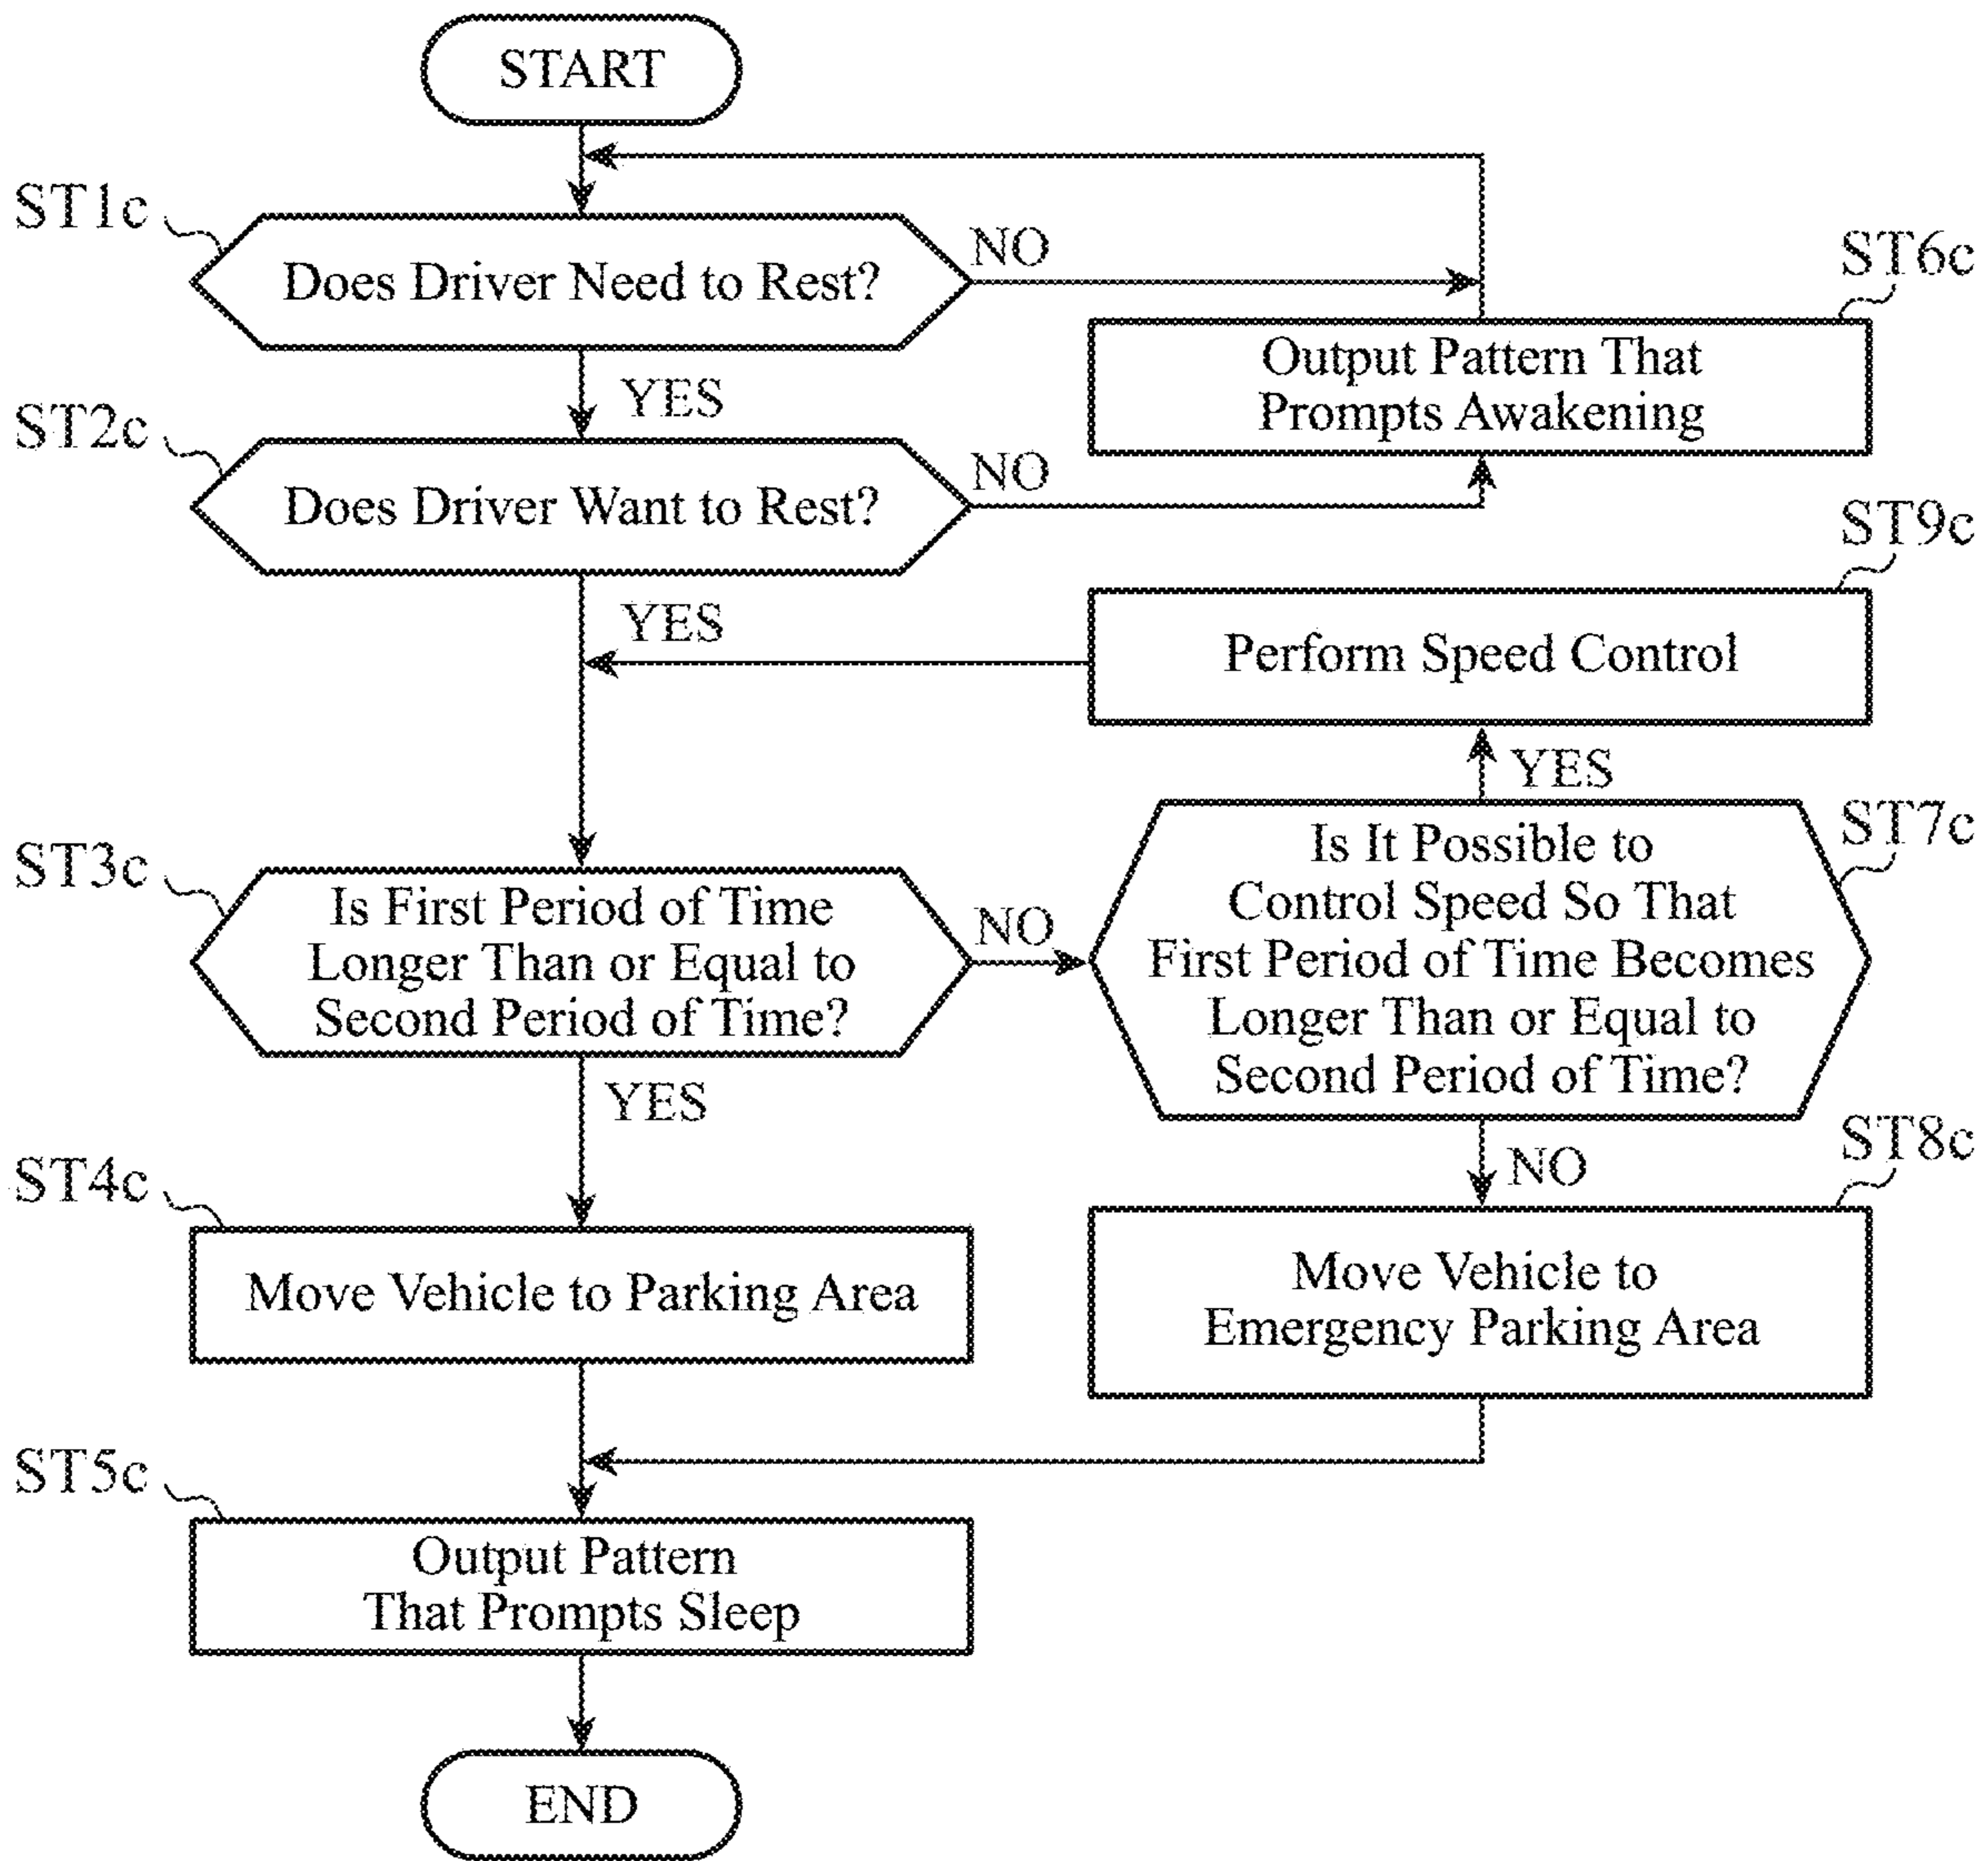 START
ST1c
Does Driver Need to Rest?
NO
ST6c
Output Pattern That
Prompts Awakening
YES
ST2c
Does Driver Want to Rest?
NO
ST9c
Perform Speed Control
YES
YES
ST3c
Is First Period of Time
Longer Than or Equal to
Second Period of Time?
NO
ST7c
Is It Possible to
Control Speed So That
First Period of Time Becomes
Longer Than or Equal to
Second Period of Time?
YES
NO
ST4c
Move Vehicle to Parking Area
ST8c
Move Vehicle to
Emergency Parking Area
ST5c
Output Pattern
That Prompts Sleep
END